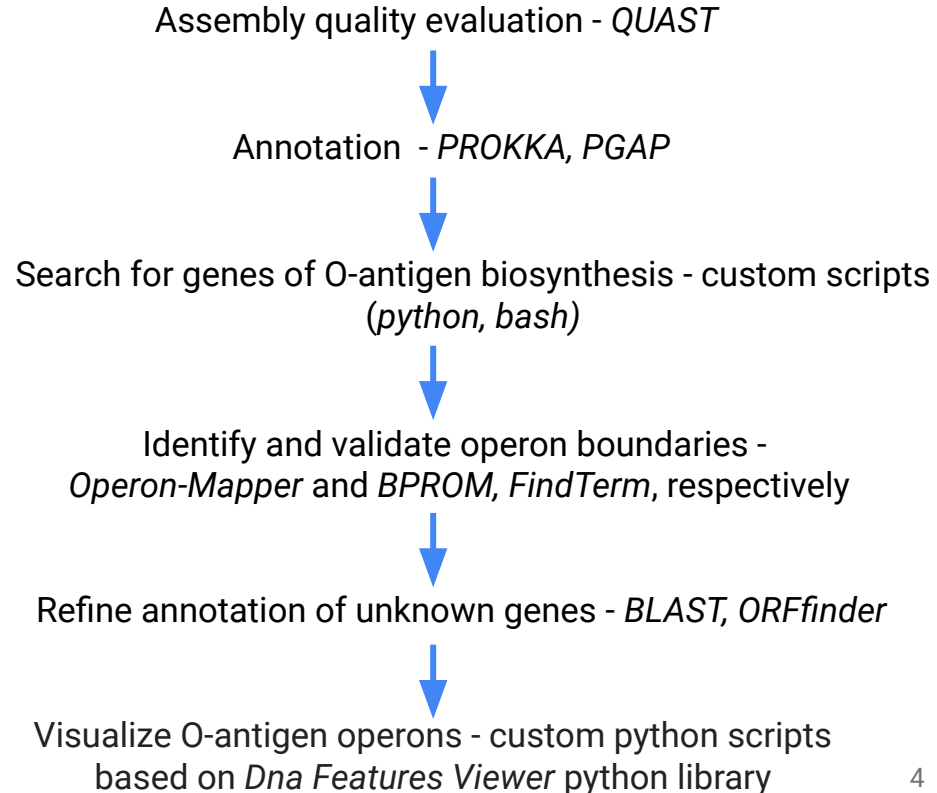 Assembly quality evaluation - QUAST
Annotation - PROKKA, PGAP
Search for genes of O-antigen biosynthesis - custom scripts
(python, bash)
Identify and validate operon boundaries -
Operon-Mapper and BPROM, FindTerm, respectively
Refine annotation of unknown genes - BLAST, ORFfinder
Visualize O-antigen operons - custom python scripts
based on Dna Features Viewer python library
4